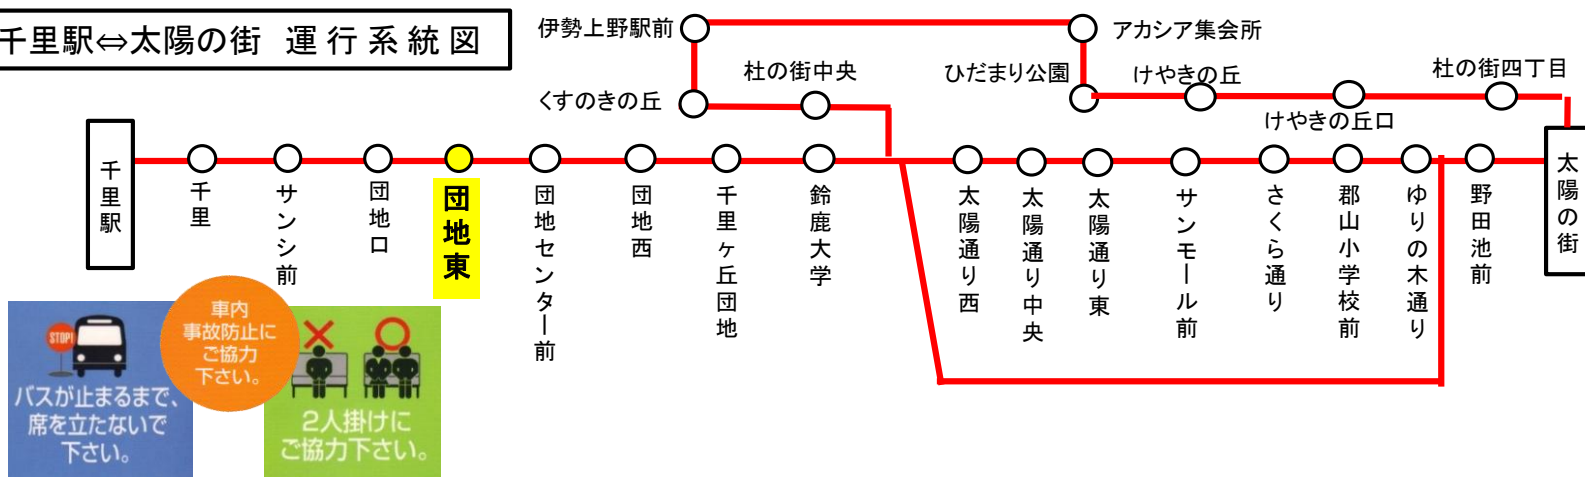 千里駅⇔太陽の街 運行系統図
伊勢上野駅前
アカシア集会所
くすのきの丘
杜の街中央
ひだまり公園
けやきの丘
けやきの丘口
杜の街四丁目
千里駅
千里
サンシ前
団地口
団地東
団地センター前
団地西
千里ヶ丘団地
鈴鹿大学
太陽通り西
太陽通り中央
太陽通り東
サンモール前
さくら通り
郡山小学校前
ゆりの木通り
野田池前
太陽の街
STOP!
バスが止まるまで、
席を立たないで
下さい。
車内
事故防止に
ご協力
下さい。
2人掛けに
ご協力下さい。